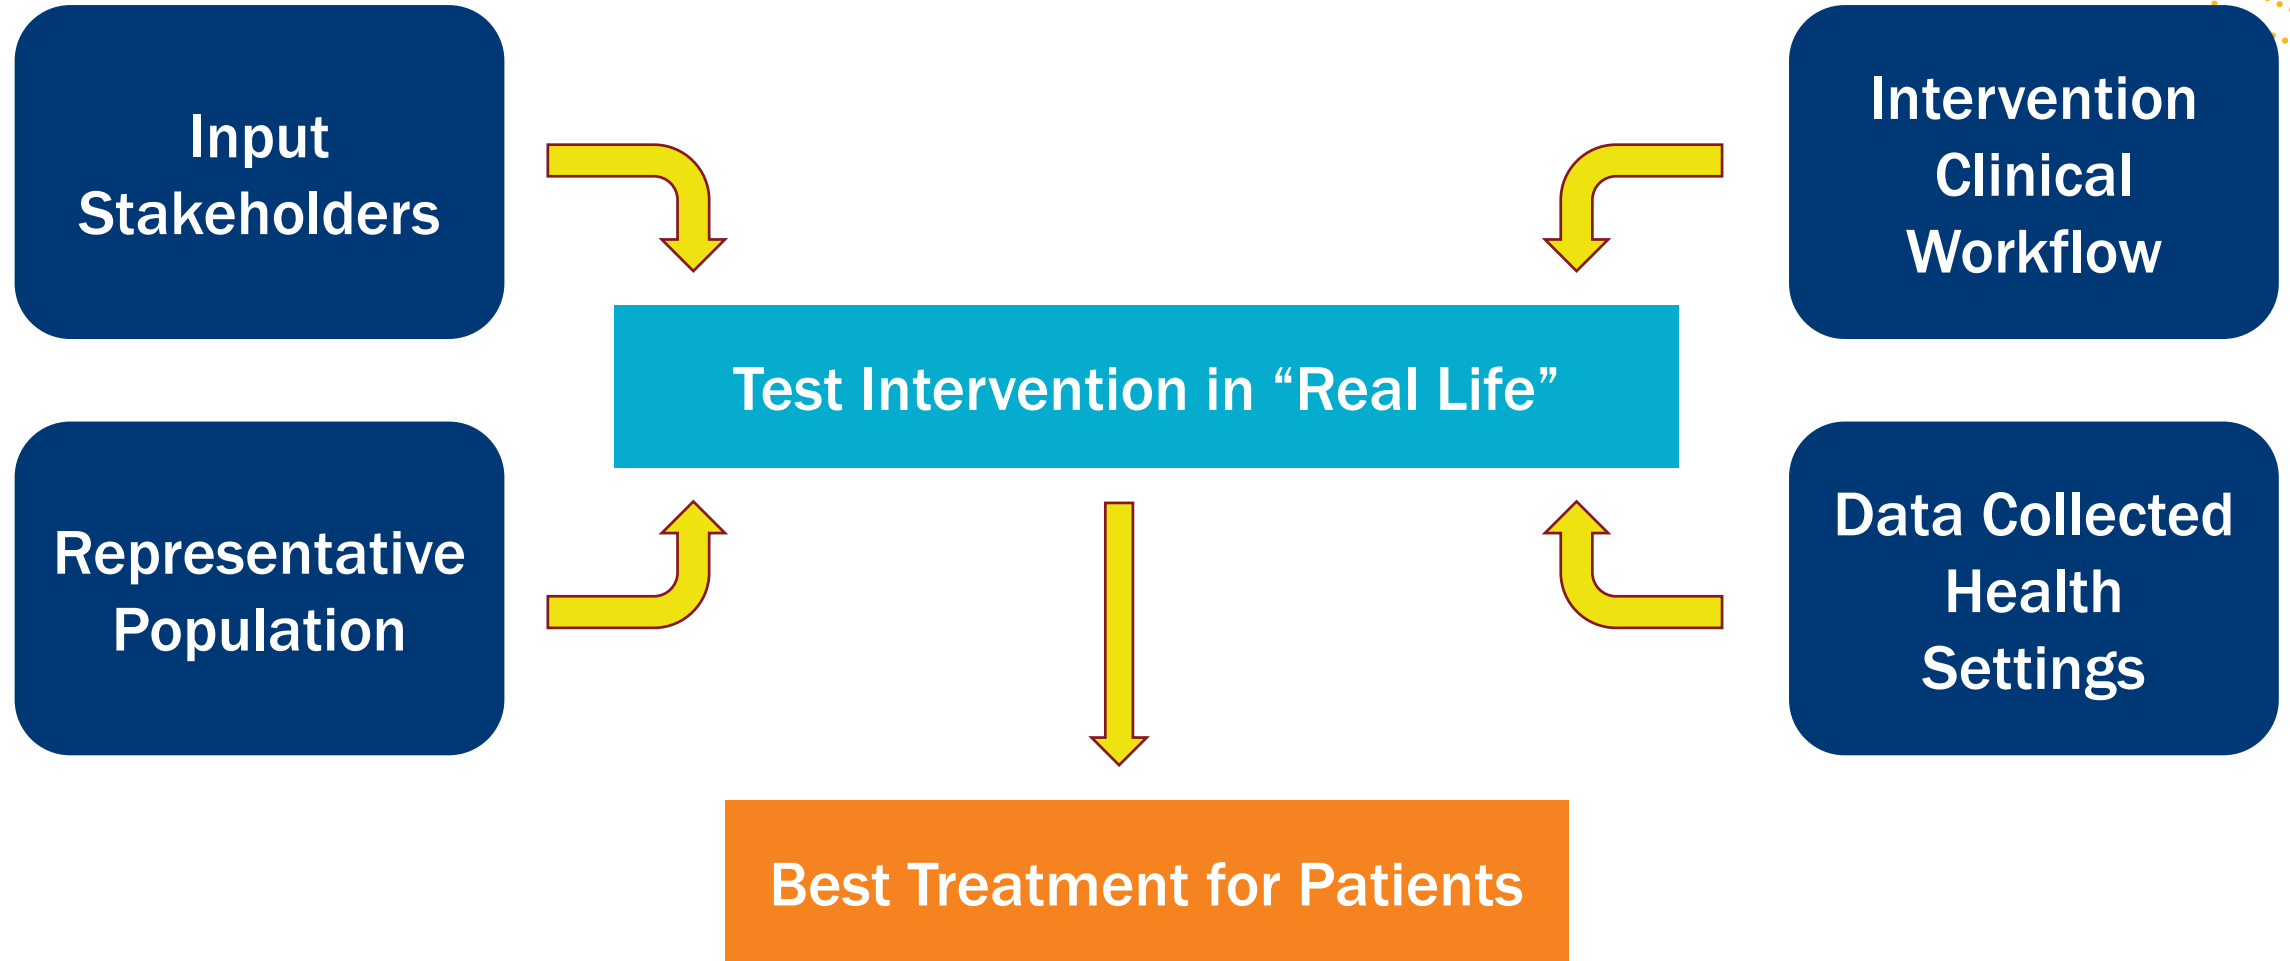 Input
Stakeholders
Intervention
Clinical
Workflow
Test Intervention in “Real Life”
Representative
Population
Data Collected
Health
Settings
Best Treatment for Patients